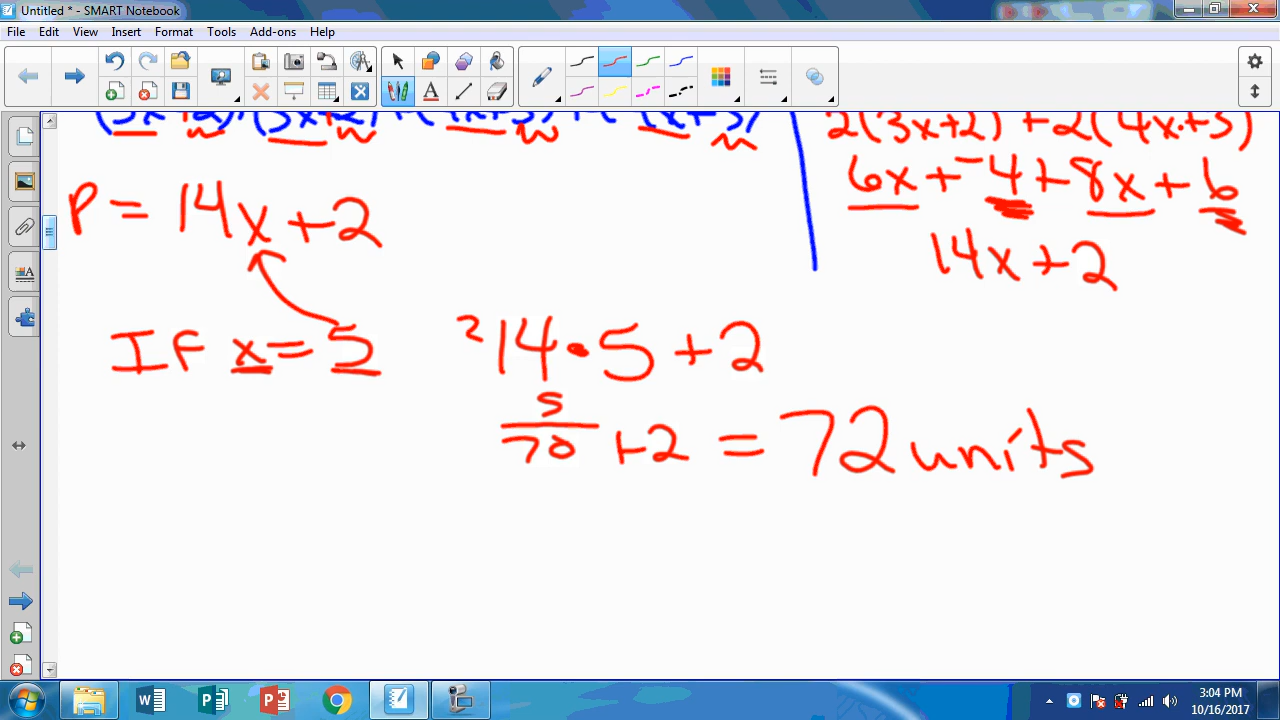 Untitled * - SMART Notebook
File Edit View Insert Format Tools Add-ons Help
2(3x+2) +2(4x+3)
6x+-4+8x+6
P=14x+2
14x+2
If x=5
2
14•5+2
5
70 +2 = 72 units
3:04 PM
10/16/2017